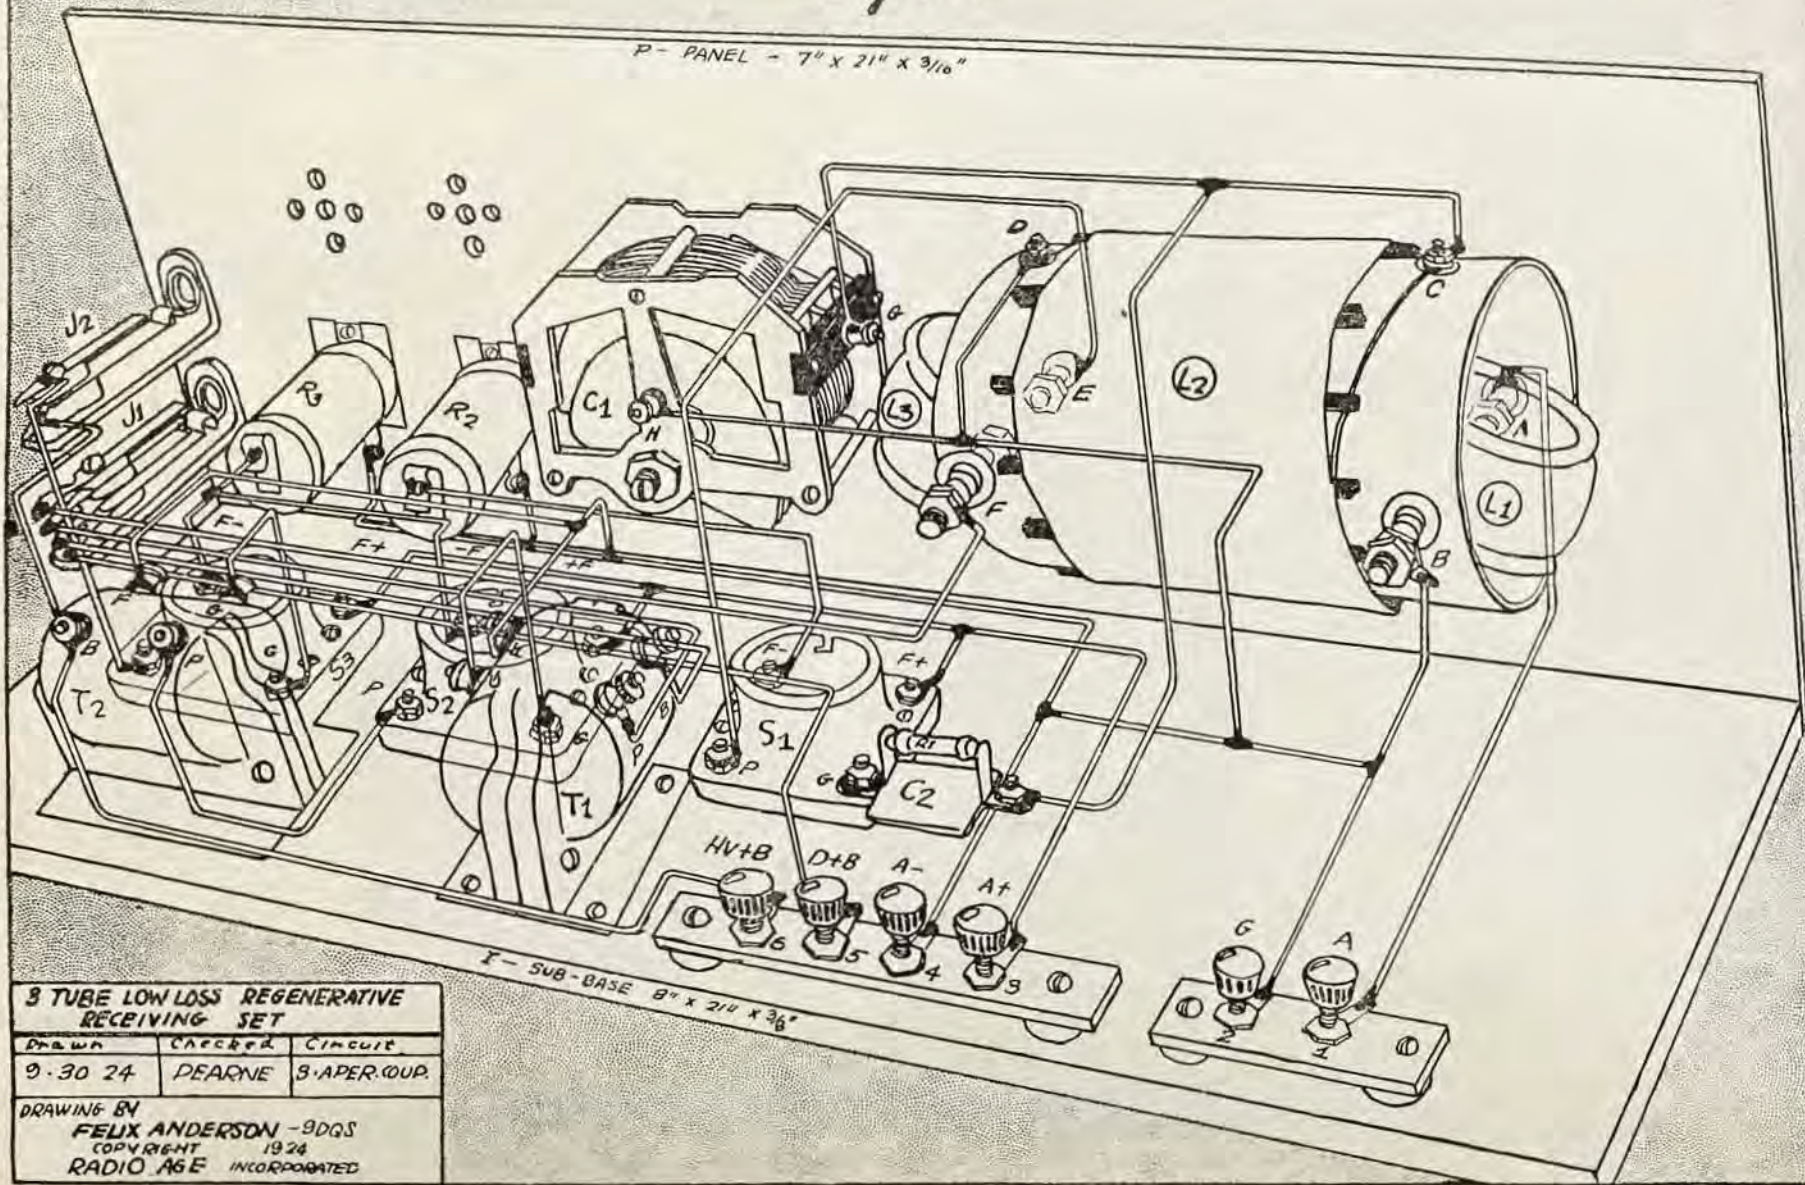 P - PANEL - 7" x 21" x 3/16"
D
G
C
J2
R3
R2
C1
L3
E
L2
A
J1
H
F
L1
B
F-
F+
-F
+F
F
G
B
P
G
S3
T2
P
S2
G
B
P
T1
F-
F+
S1
P
G
R1
C2
HV+B
D+B
A-
A+
6
5
4
3
G
A
2
1
I - SUB-BASE 8" x 21" x 3/8"
3 TUBE LOW LOSS REGENERATIVE
RECEIVING SET
Drawn Checked Circuit
9·30 24 PEARNE 3·APER.COUP.
DRAWING BY
FELIX ANDERSON -9DQS
COPYRIGHT 1924
RADIO AGE INCORPORATED